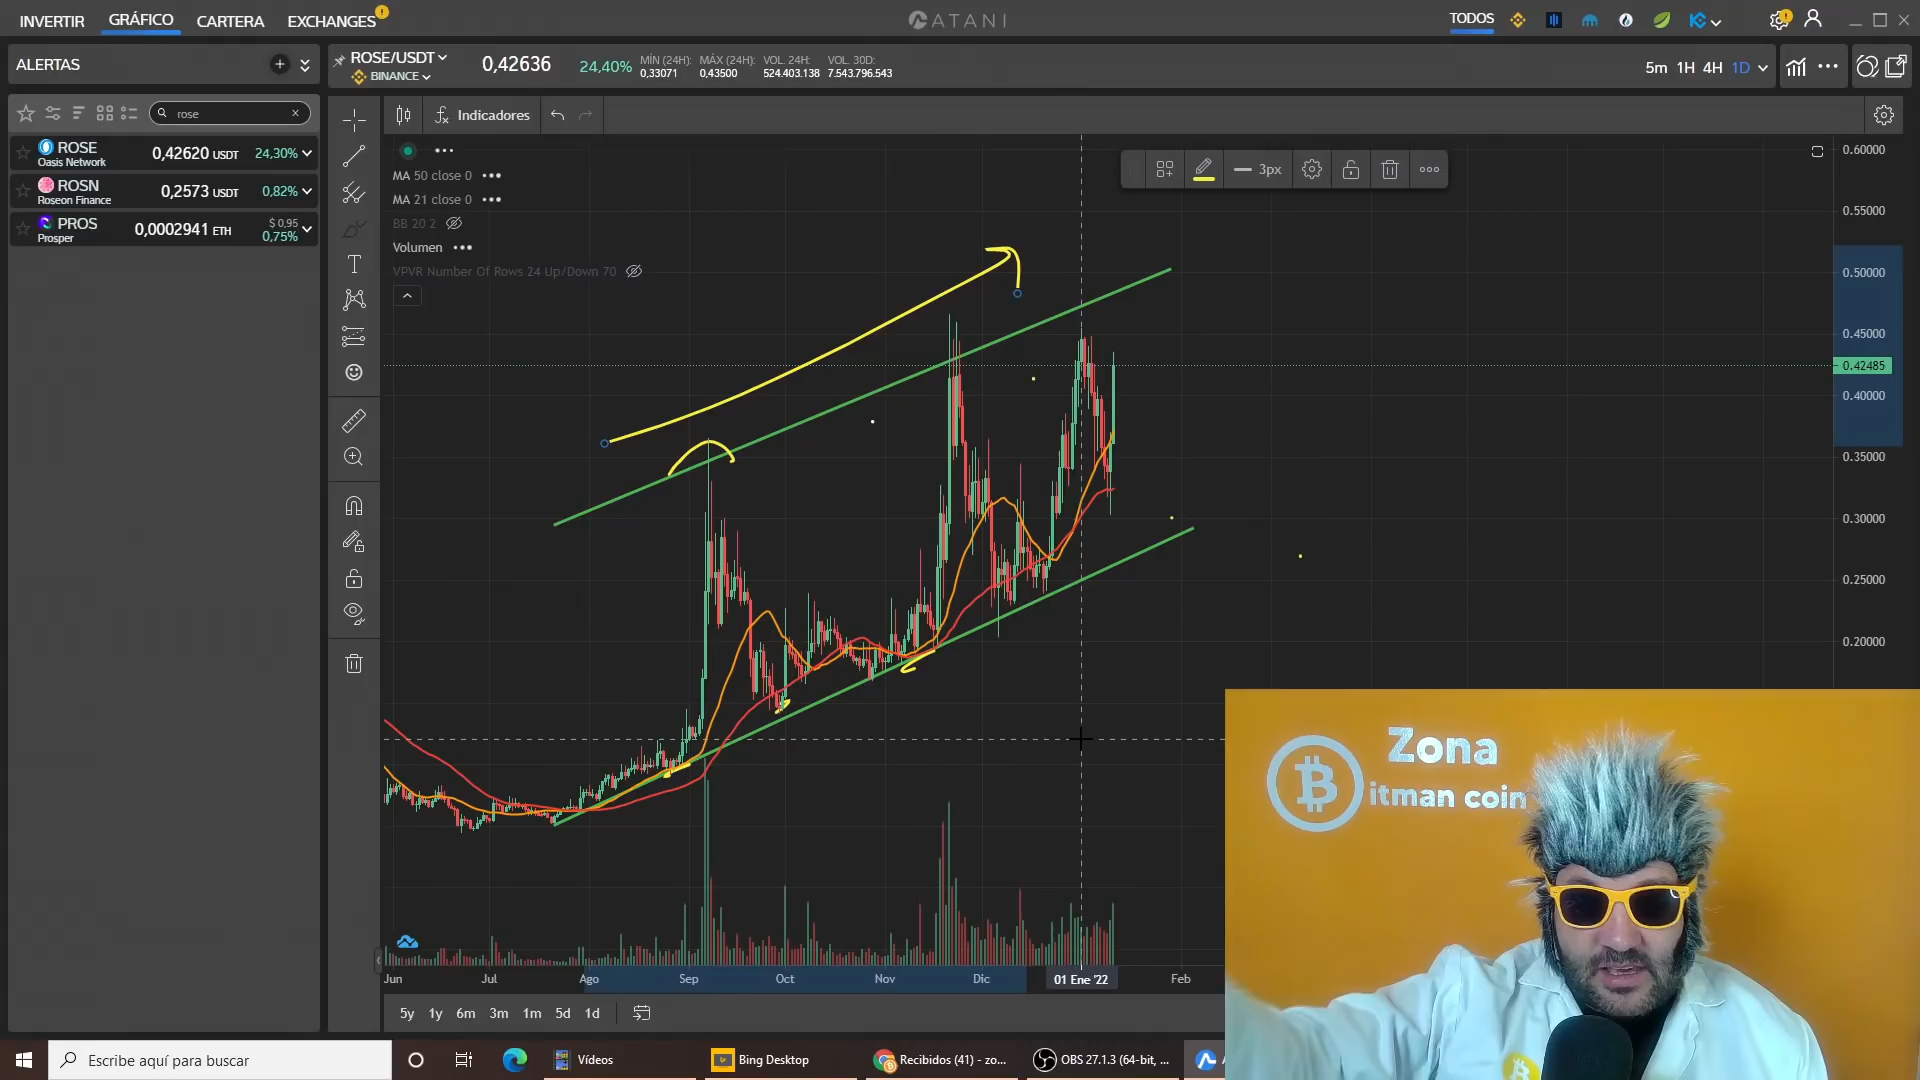 INVERTIR GRÁFICO CARTERA EXCHANGES
ATANI
TODOS
ALERTAS
ROSE/USDT
BINANCE
0,42636
24,40%
MÍN (24H): MÁX (24H): VOL. 24H: VOL. 30D:
0,33071 0,43500 524.403.138 7.543.796.543
5m 1H 4H 1D
rose
ROSE 0,42620 USDT 24,30%
Oasis Network
ROSN 0,2573 USDT 0,82%
Roseon Finance
PROS 0,0002941 ETH $ 0,95
Prosper 0,75%
Indicadores
3px
MA 50 close 0
MA 21 close 0
BB 20 2
Volumen
VPVR Number Of Rows 24 Up/Down 70
0.60000
0.55000
0.50000
0.45000
0.42485
0.40000
0.35000
0.30000
0.25000
0.20000
Jun Jul Ago Sep Oct Nov Dic 01 Ene '22 Feb
5y 1y 6m 3m 1m 5d 1d
Zona
Bitman coin
Escribe aquí para buscar
Vídeos
Bing Desktop
Recibidos (41) - zo...
OBS 27.1.3 (64-bit, ...